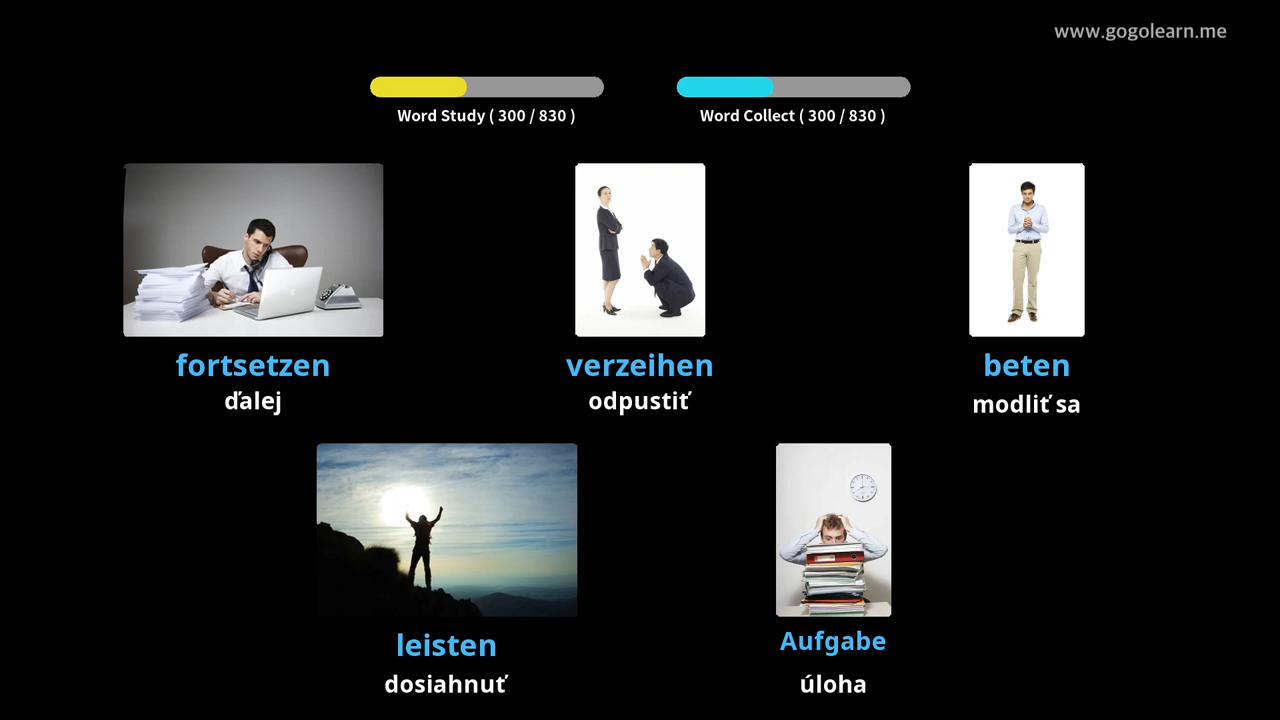 www.gogolearn.me
Word Study ( 300 / 830 )
Word Collect ( 300 / 830 )
fortsetzen
ďalej
verzeihen
odpustiť
beten
modliť sa
leisten
dosiahnuť
Aufgabe
úloha